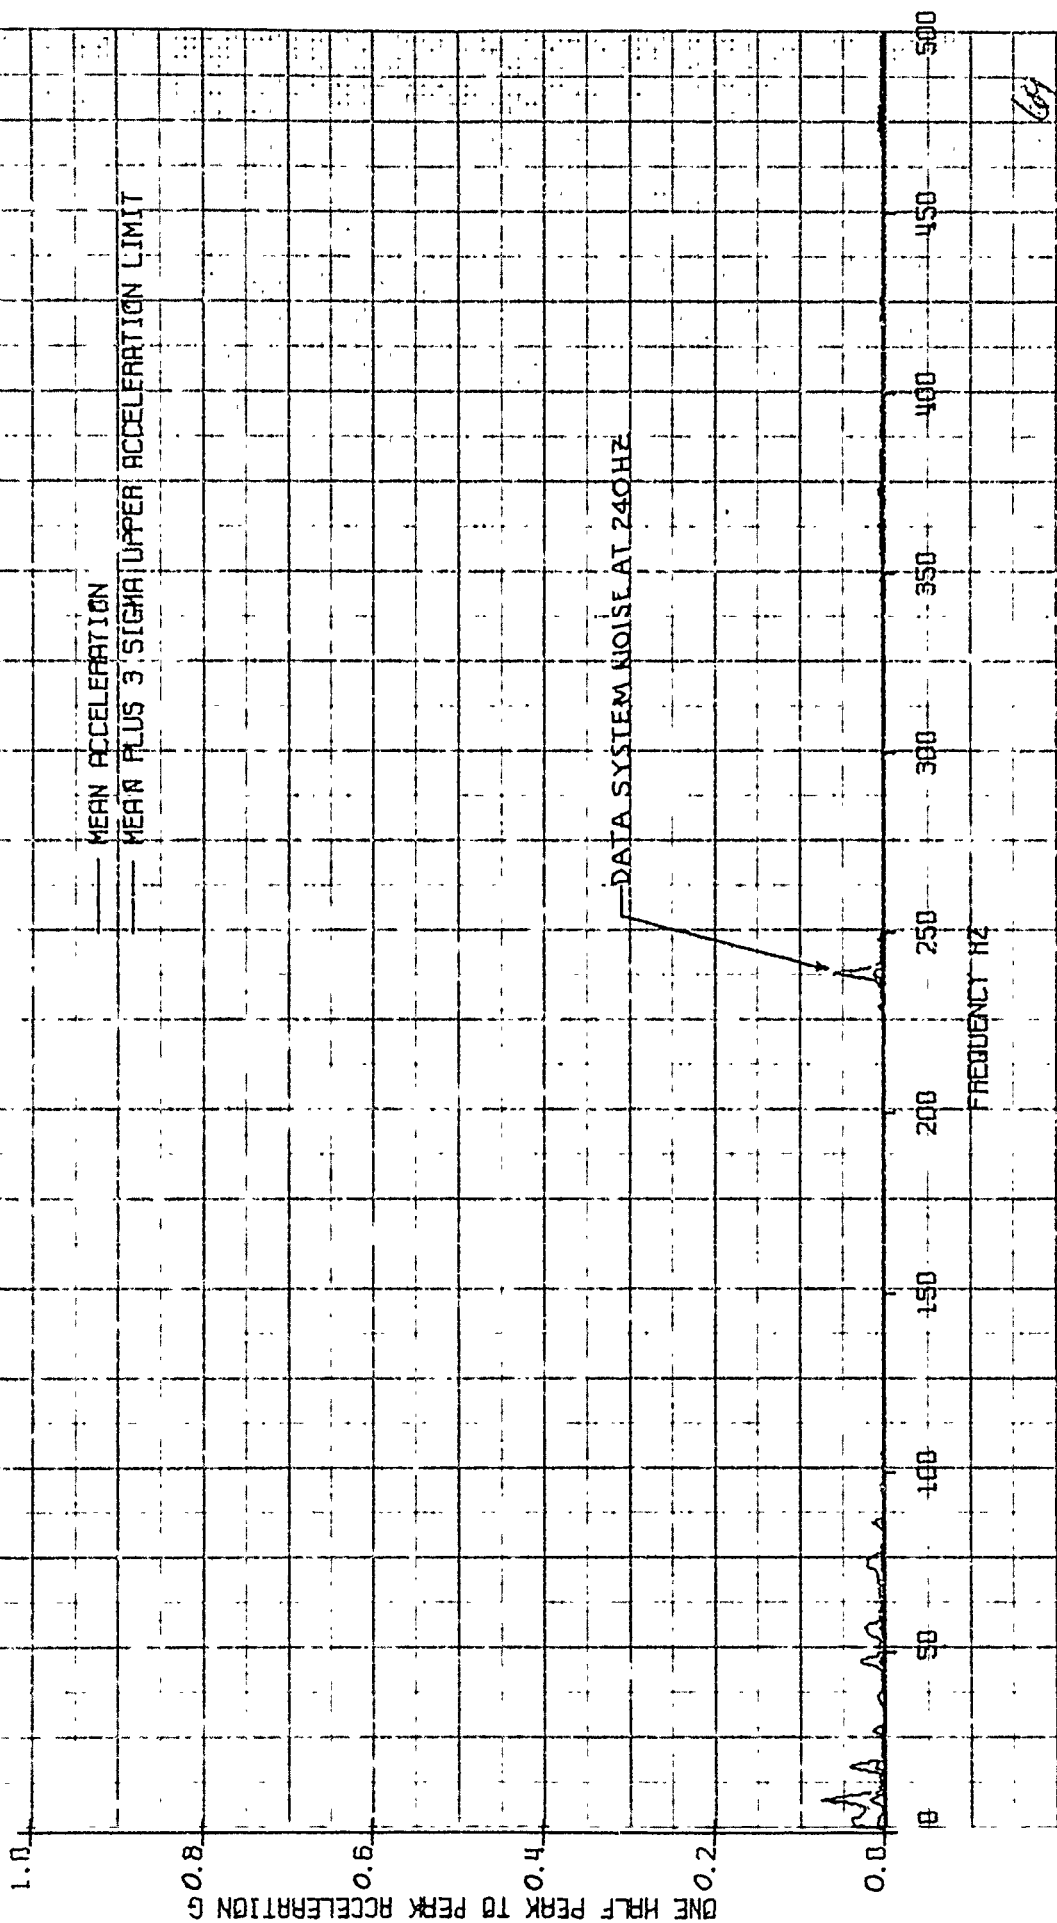 MEAN ACCELERATION
MEAN PLUS 3 SIGMA UPPER ACCELERATION LIMIT
DATA SYSTEM NOISE AT 240HZ
ONE HALF PEAK TO PEAK ACCELERATION G
1.0
0.8
0.6
0.4
0.2
0.0
0 50 100 150 200 250 300 350 400 450 500
FREQUENCY HZ